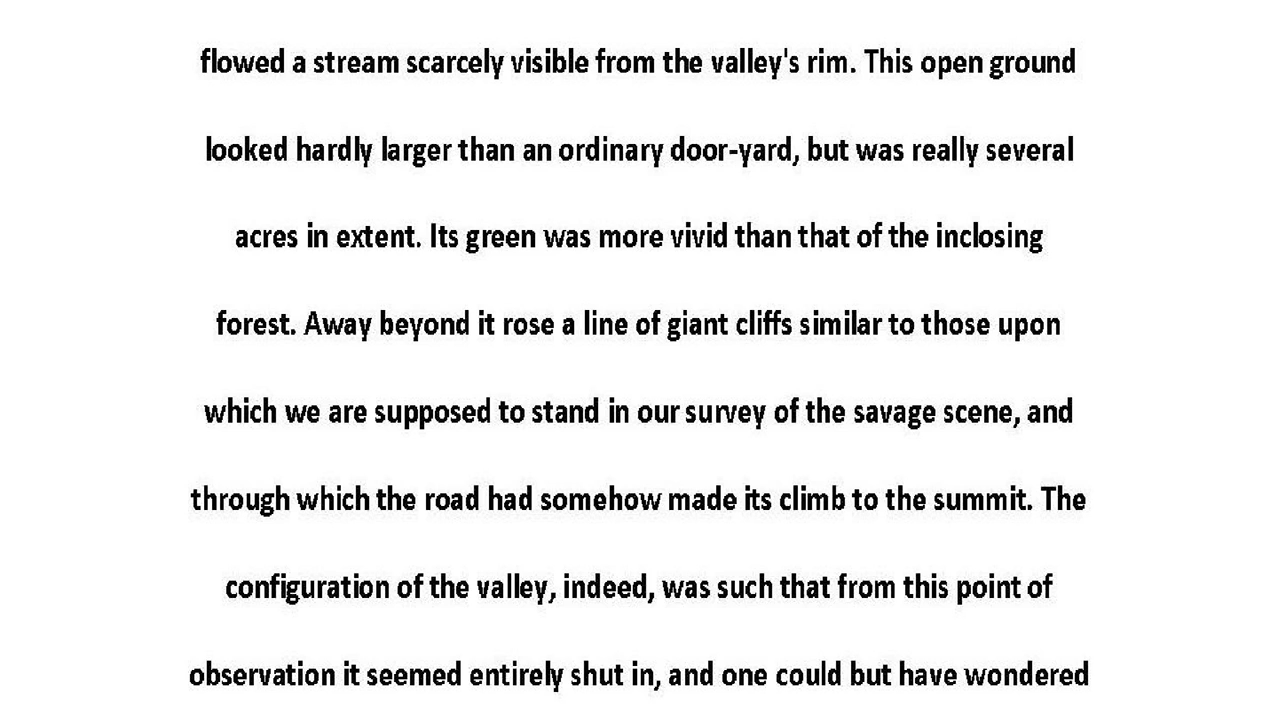 flowed a stream scarcely visible from the valley's rim. This open ground
looked hardly larger than an ordinary door-yard, but was really several
acres in extent. Its green was more vivid than that of the inclosing
forest. Away beyond it rose a line of giant cliffs similar to those upon
which we are supposed to stand in our survey of the savage scene, and
through which the road had somehow made its climb to the summit. The
configuration of the valley, indeed, was such that from this point of
observation it seemed entirely shut in, and one could but have wondered